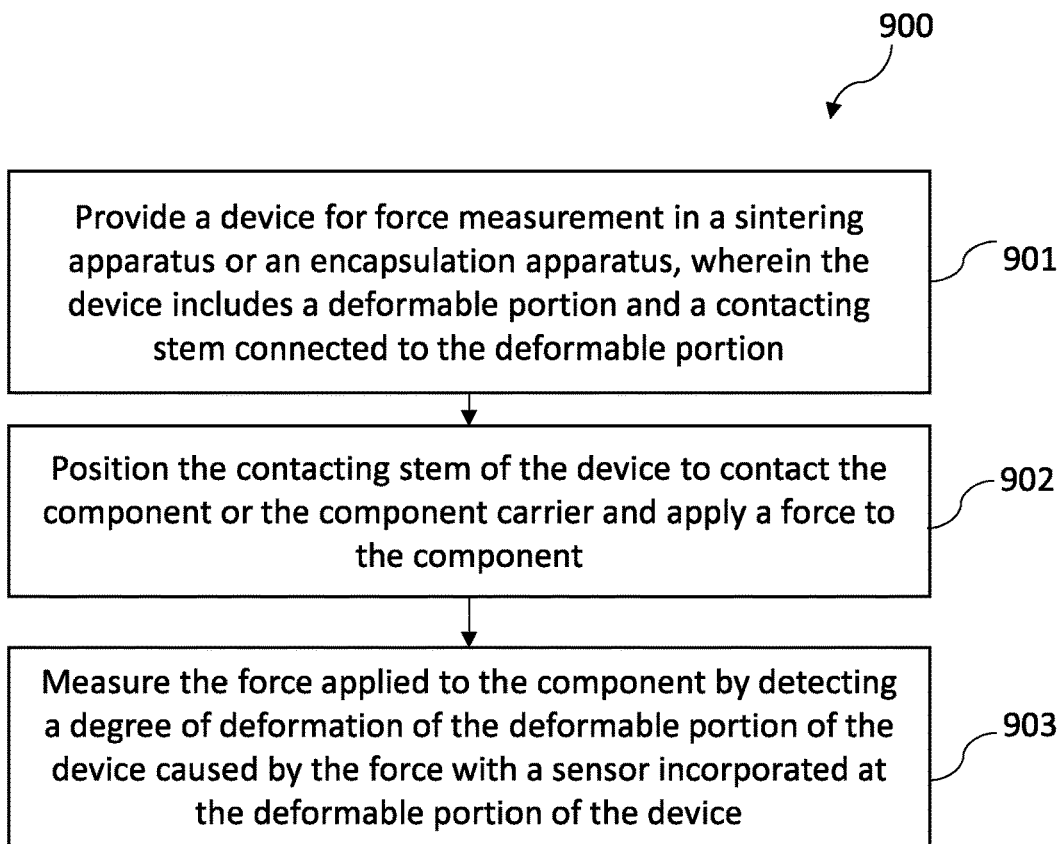 900
Provide a device for force measurement in a sintering
apparatus or an encapsulation apparatus, wherein the
device includes a deformable portion and a contacting
stem connected to the deformable portion
901
Position the contacting stem of the device to contact the
component or the component carrier and apply a force to
the component
902
Measure the force applied to the component by detecting
a degree of deformation of the deformable portion of the
device caused by the force with a sensor incorporated at
the deformable portion of the device
903